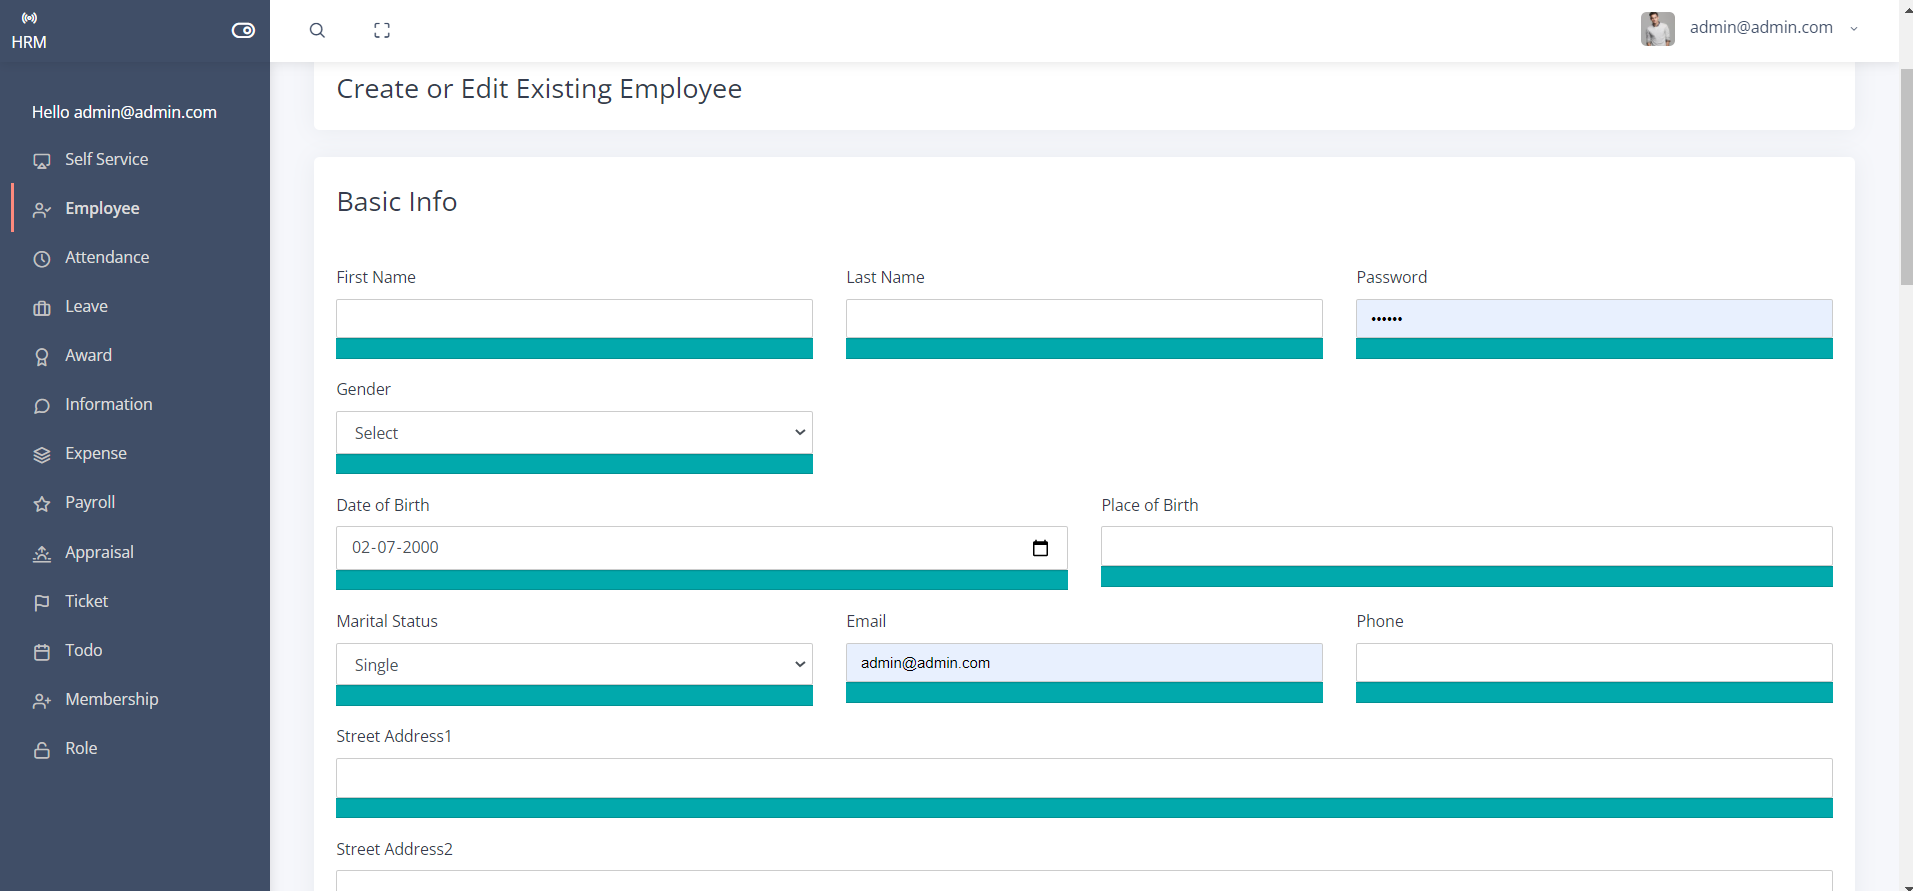 HRM
admin@admin.com
Hello admin@admin.com
Self Service
Employee
Attendance
Leave
Award
Information
Expense
Payroll
Appraisal
Ticket
Todo
Membership
Role
Create or Edit Existing Employee
Basic Info
First Name
Last Name
Password
••••••
Gender
Select
Date of Birth
Place of Birth
02-07-2000
Marital Status
Email
Phone
Single
admin@admin.com
Street Address1
Street Address2